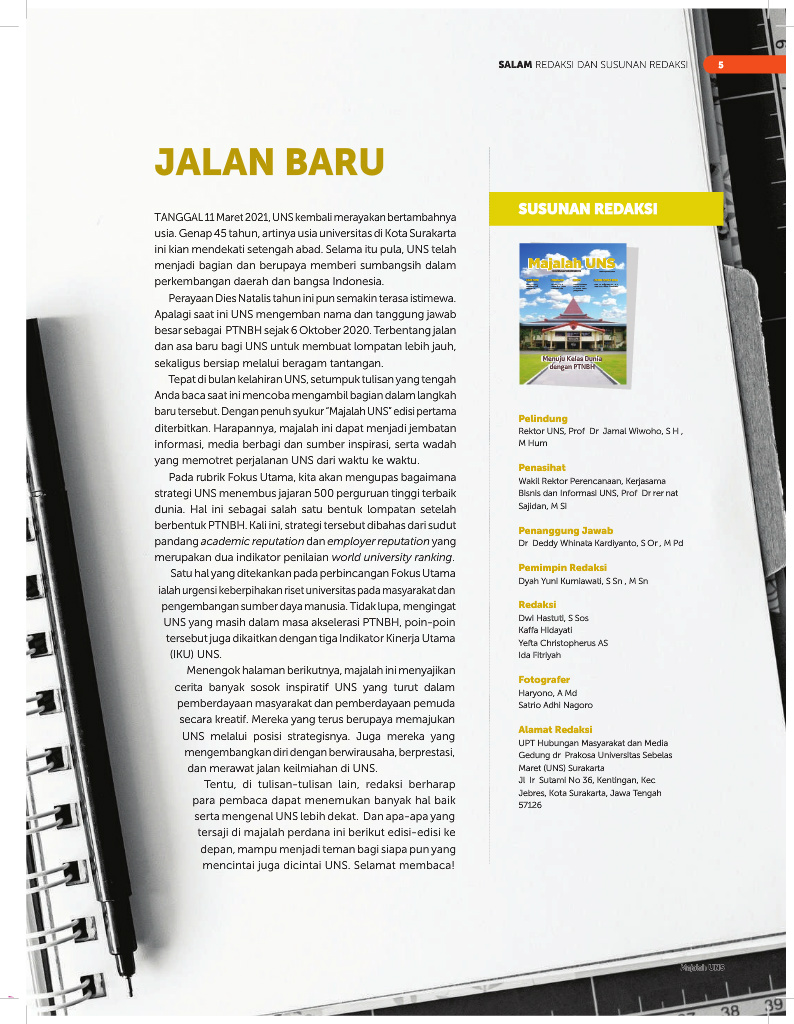 SALAM REDAKSI DAN SUSUNAN REDAKSI 5
JALAN BARU
TANGGAL 11 Maret 2021, UNS kembali merayakan bertambahnya
usia. Genap 45 tahun, artinya usia universitas di Kota Surakarta
ini kian mendekati setengah abad. Selama itu pula, UNS telah
menjadi bagian dan berupaya memberi sumbangsih dalam
perkembangan daerah dan bangsa Indonesia.
Perayaan Dies Natalis tahun ini pun semakin terasa istimewa.
Apalagi saat ini UNS mengemban nama dan tanggung jawab
besar sebagai PTNBH sejak 6 Oktober 2020. Terbentang jalan
dan asa baru bagi UNS untuk membuat lompatan lebih jauh,
sekaligus bersiap melalui beragam tantangan.
Tepat di bulan kelahiran UNS, setumpuk tulisan yang tengah
Anda baca saat ini mencoba mengambil bagian dalam langkah
baru tersebut. Dengan penuh syukur "Majalah UNS" edisi pertama
diterbitkan. Harapannya, majalah ini dapat menjadi jembatan
informasi, media berbagi dan sumber inspirasi, serta wadah
yang memotret perjalanan UNS dari waktu ke waktu.
Pada rubrik Fokus Utama, kita akan mengupas bagaimana
strategi UNS menembus jajaran 500 perguruan tinggi terbaik
dunia. Hal ini sebagai salah satu bentuk lompatan setelah
berbentuk PTNBH. Kali ini, strategi tersebut dibahas dari sudut
pandang academic reputation dan employer reputation yang
merupakan dua indikator penilaian world university ranking.
Satu hal yang ditekankan pada perbincangan Fokus Utama
ialah urgensi keberpihakan riset universitas pada masyarakat dan
pengembangan sumber daya manusia. Tidak lupa, mengingat
UNS yang masih dalam masa akselerasi PTNBH, poin-poin
tersebut juga dikaitkan dengan tiga Indikator Kinerja Utama
(IKU) UNS.
Menengok halaman berikutnya, majalah ini menyajikan
cerita banyak sosok inspiratif UNS yang turut dalam
pemberdayaan masyarakat dan pemberdayaan pemuda
secara kreatif. Mereka yang terus berupaya memajukan
UNS melalui posisi strategisnya. Juga mereka yang
mengembangkan diri dengan berwirausaha, berprestasi,
dan merawat jalan keilmiahan di UNS.
Tentu, di tulisan-tulisan lain, redaksi berharap
para pembaca dapat menemukan banyak hal baik
serta mengenal UNS lebih dekat. Dan apa-apa yang
tersaji di majalah perdana ini berikut edisi-edisi ke
depan, mampu menjadi teman bagi siapa pun yang
mencintai juga dicintai UNS. Selamat membaca!
SUSUNAN REDAKSI
Majalah UNS
Menuju Kelas Dunia
dengan PTNBH
Pelindung
Rektor UNS, Prof Dr Jamal Wiwoho, S H ,
M Hum
Penasihat
Wakil Rektor Perencanaan, Kerjasama
Bisnis dan Informasi UNS, Prof Dr rer nat
Sajidan, M Si
Penanggung Jawab
Dr Deddy Whinata Kardiyanto, S Or , M Pd
Pemimpin Redaksi
Dyah Yuni Kurniawati, S Sn , M Sn
Redaksi
Dwi Hastuti, S Sos
Kaffa Hidayati
Yefta Christopherus AS
Ida Fitriyah
Fotografer
Haryono, A Md
Satrio Adhi Nagoro
Alamat Redaksi
UPT Hubungan Masyarakat dan Media
Gedung dr Prakosa Universitas Sebelas
Maret (UNS) Surakarta
Jl Ir Sutami No 36, Kentingan, Kec
Jebres, Kota Surakarta, Jawa Tengah
57126
Majalah UNS
38 39